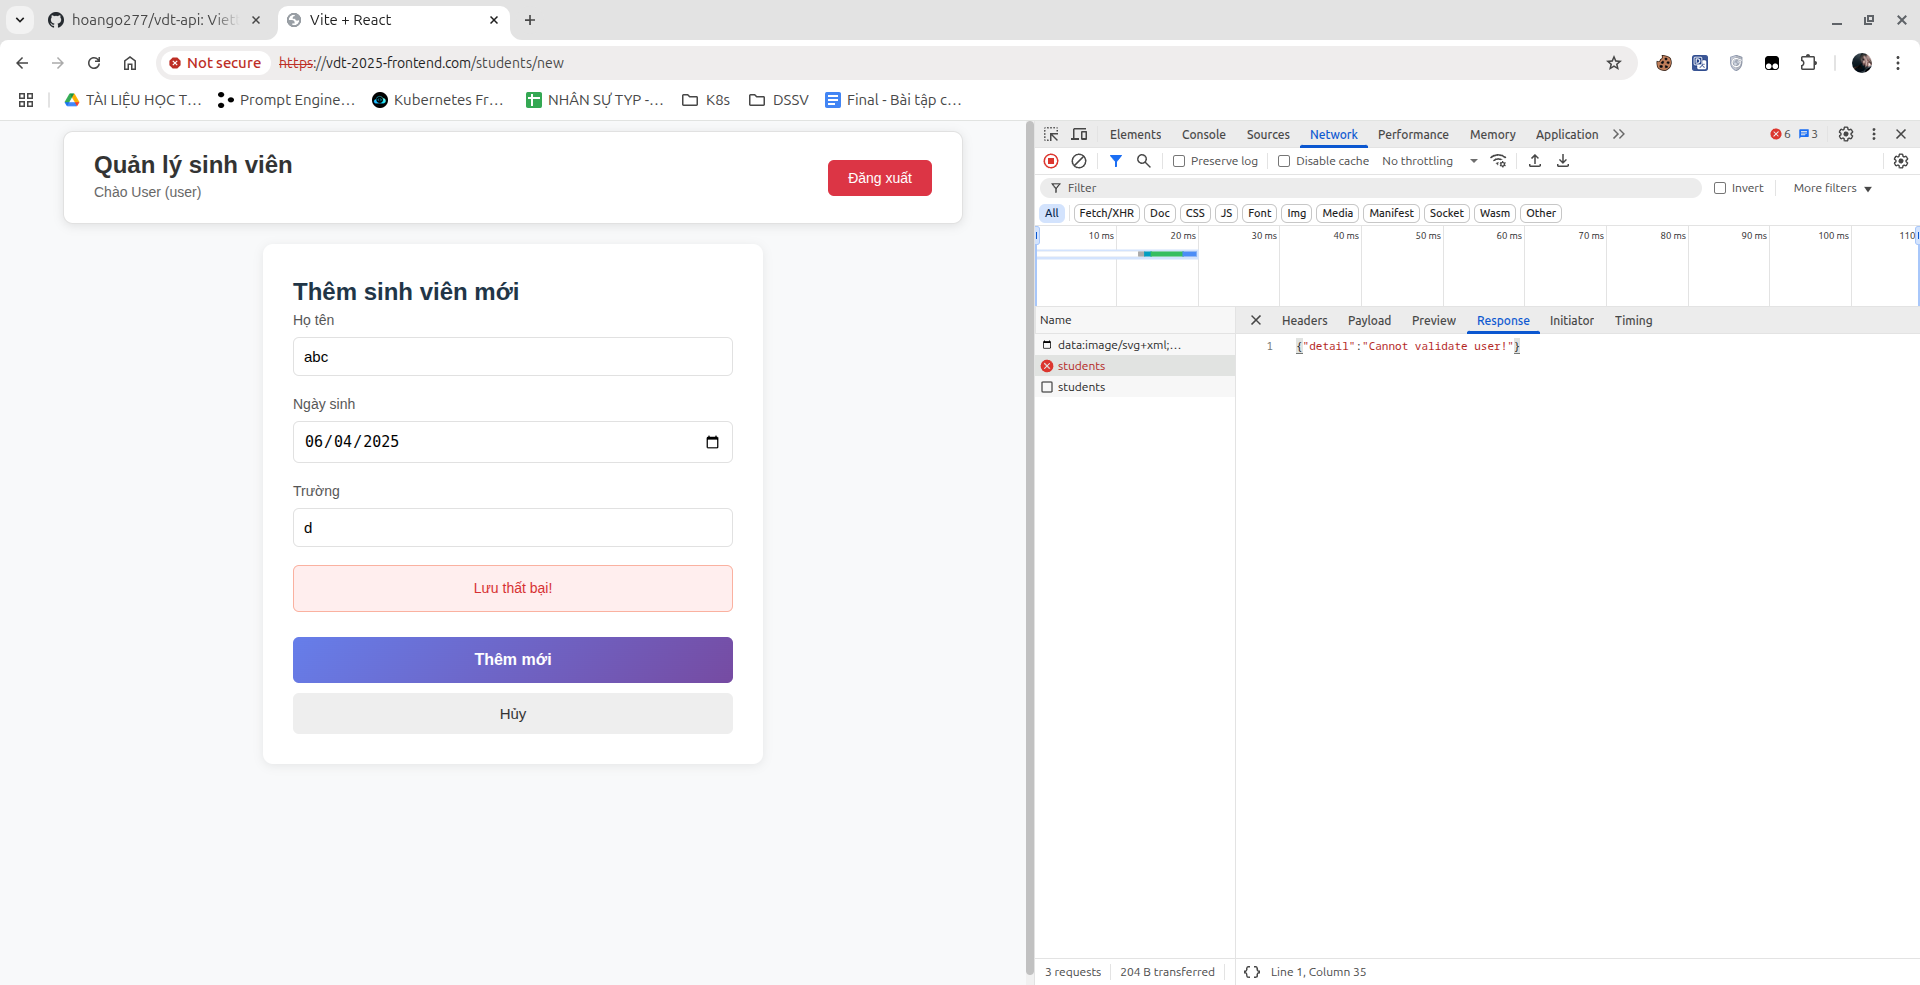 hoango277/vdt-api: Viet
Vite + React
Not secure
https://vdt-2025-frontend.com/students/new
TÀI LIỆU HỌC T...
Prompt Engine...
Kubernetes Fr...
NHÂN SỰ TYP -...
K8s
DSSV
Final - Bài tập c...
Quản lý sinh viên
Chào User (user)
Đăng xuất
Thêm sinh viên mới
Họ tên
abc
Ngày sinh
06/04/2025
Trường
d
Lưu thất bại!
Thêm mới
Hủy
Elements Console Sources Network Performance Memory Application
6 3
Preserve log Disable cache No throttling
Filter Invert More filters
All Fetch/XHR Doc CSS JS Font Img Media Manifest Socket Wasm Other
10 ms 20 ms 30 ms 40 ms 50 ms 60 ms 70 ms 80 ms 90 ms 100 ms 110
Name
data:image/svg+xml;...
students
students
Headers Payload Preview Response Initiator Timing
1 {"detail":"Cannot validate user!"}
3 requests 204 B transferred
{} Line 1, Column 35